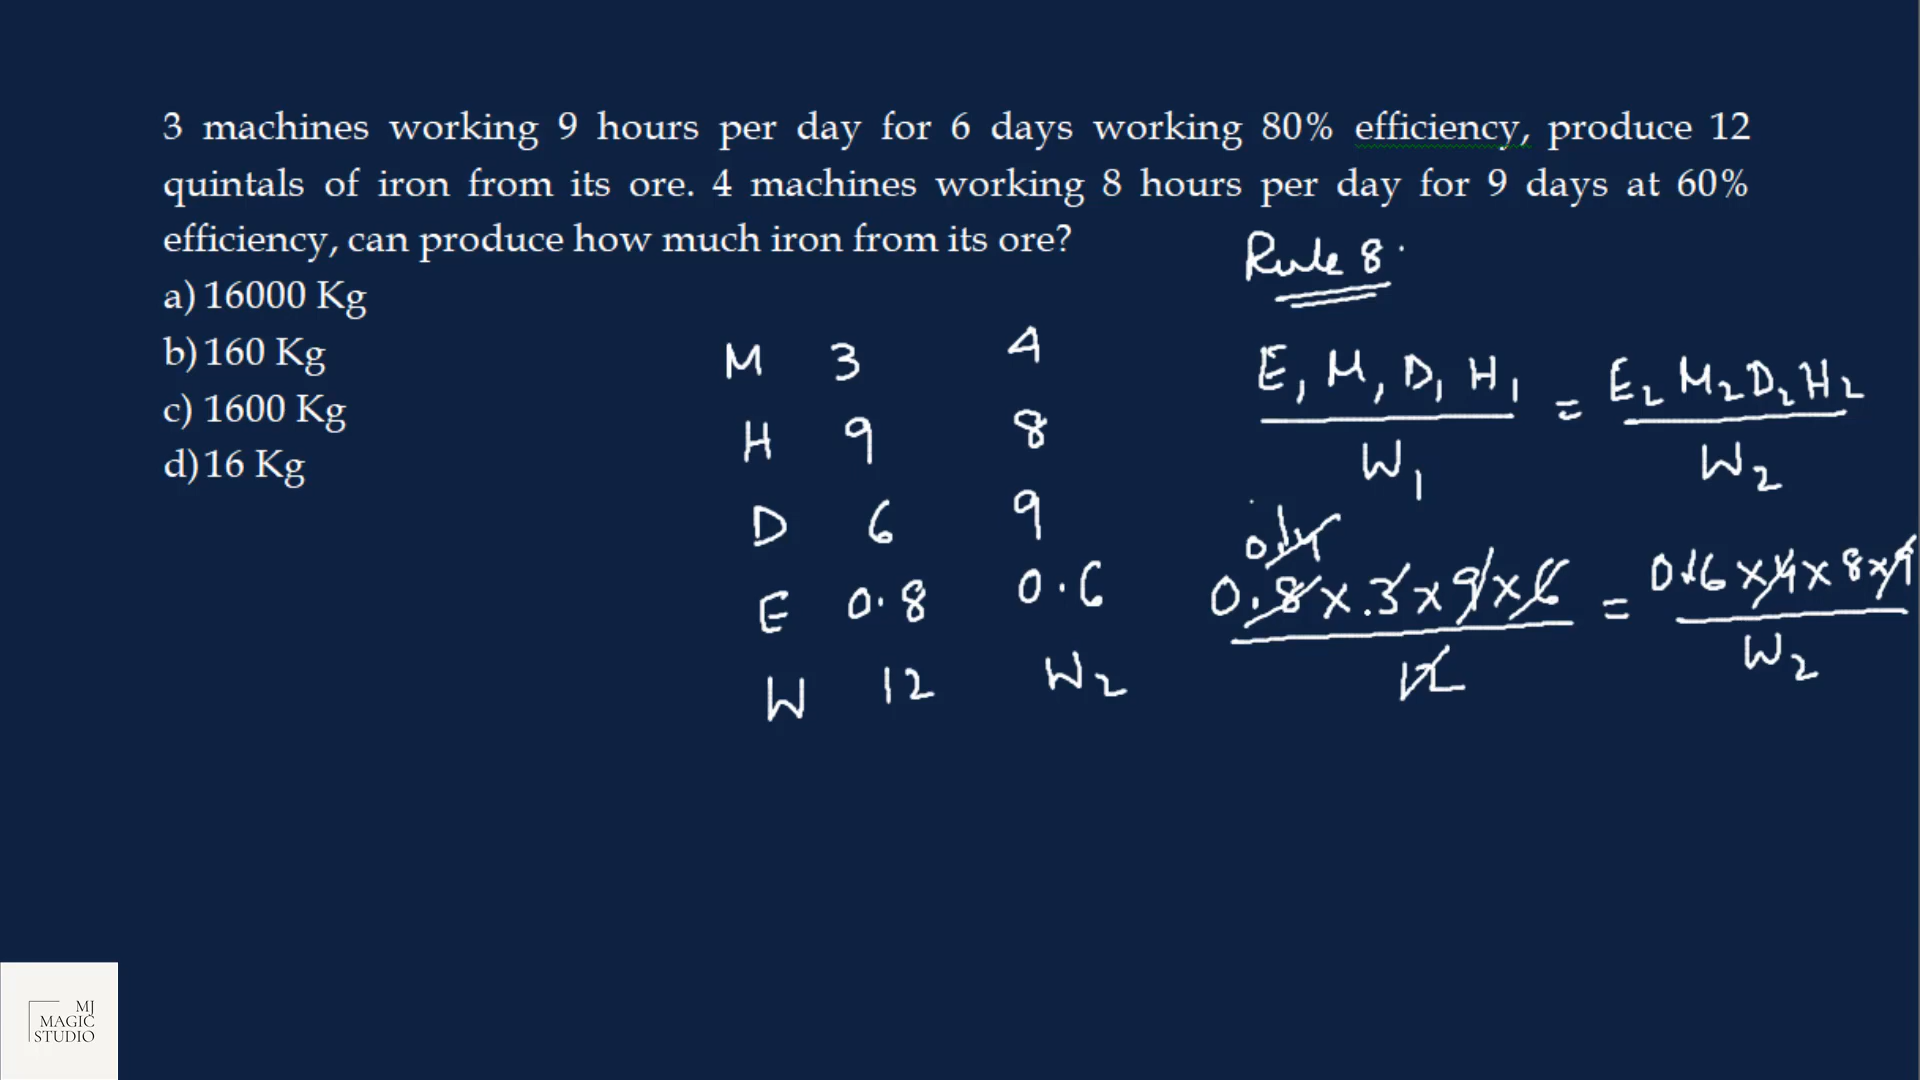 3 machines working 9 hours per day for 6 days working 80% efficiency, produce 12
quintals of iron from its ore. 4 machines working 8 hours per day for 9 days at 60%
efficiency, can produce how much iron from its ore?
Rule 8.
a) 16000 Kg
b) 160 Kg
c) 1600 Kg
d) 16 Kg
M 3 4
H 9 8
D 6 9
E 0.8 0.6
W 12 W2
E1 M1 D1 H1 = E2 M2 D2 H2
W1 W2
0.8 x 3 x 9 x 6 = 0.6 x 4 x 8 x 9
12 W2
MJ
MAGIC
STUDIO